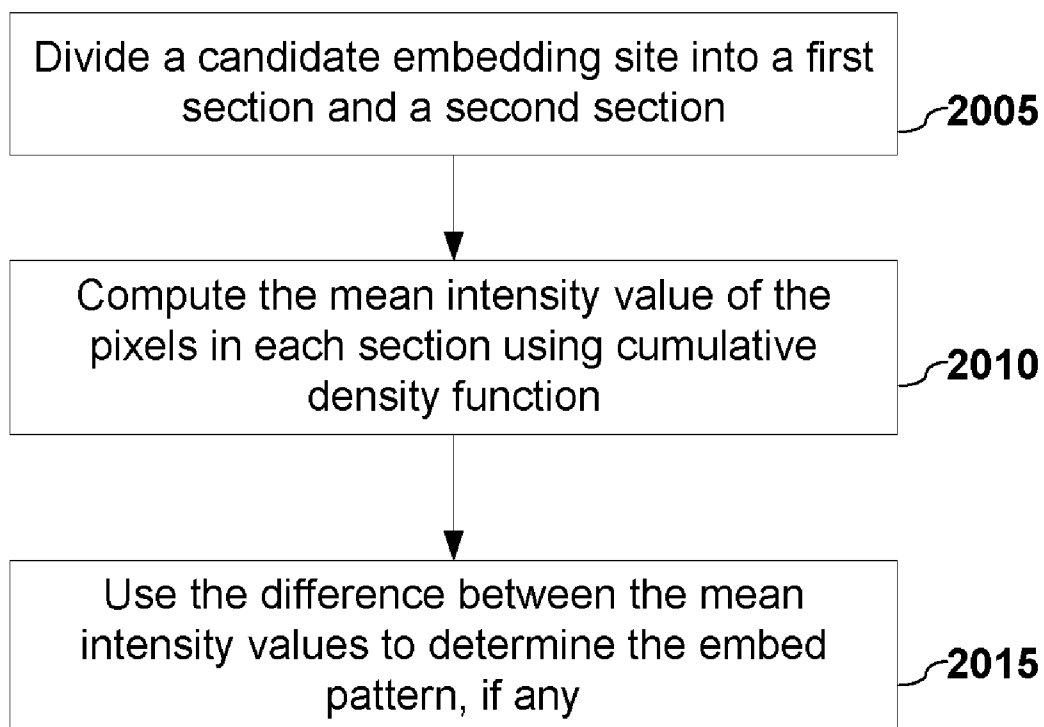 Divide a candidate embedding site into a first
section and a second section
2005
Compute the mean intensity value of the
pixels in each section using cumulative
density function
2010
Use the difference between the mean
intensity values to determine the embed
pattern, if any
2015